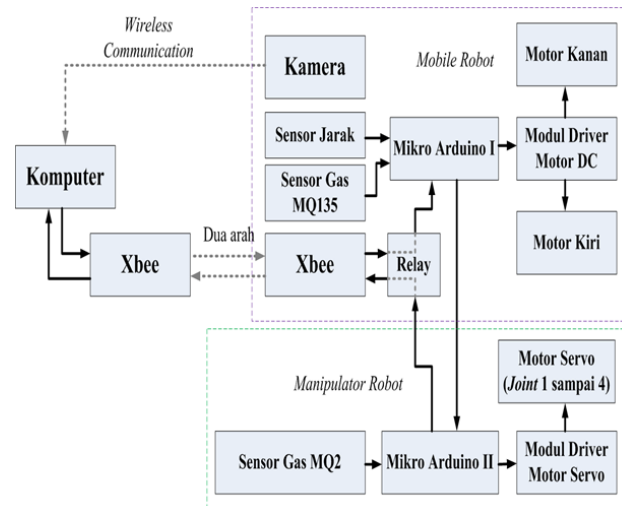 Wireless
Communication
Kamera
Mobile Robot
Motor Kanan
Sensor Jarak
Mikro Arduino I
Modul Driver
Motor DC
Komputer
Sensor Gas
MQ135
Dua arah
Xbee
Xbee
Relay
Motor Kiri
Manipulator Robot
Motor Servo
(Joint 1 sampai 4)
Sensor Gas MQ2
Mikro Arduino II
Modul Driver
Motor Servo